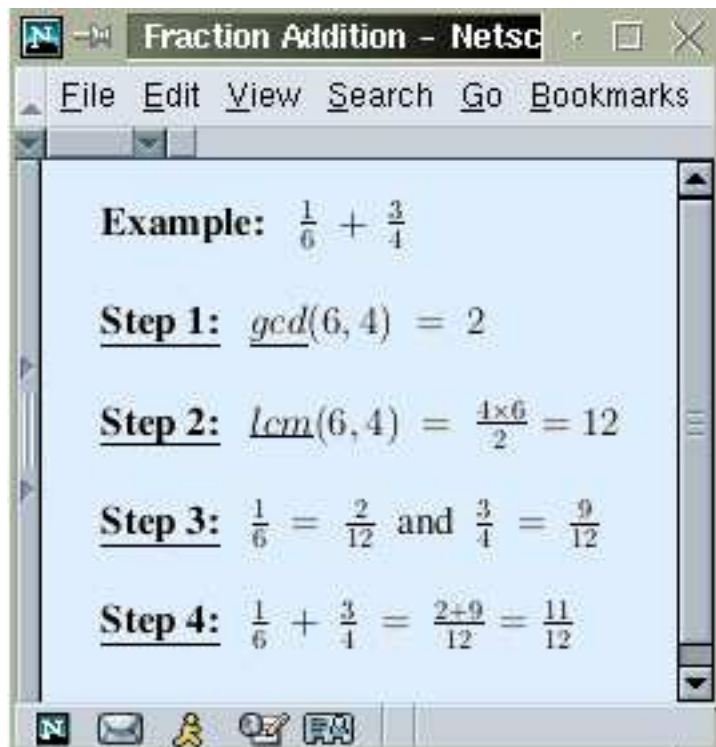 Fraction Addition - Netsc
File Edit View Search Go Bookmarks
Example: 1/6 + 3/4
Step 1: gcd(6, 4) = 2
Step 2: lcm(6, 4) = 4×6/2 = 12
Step 3: 1/6 = 2/12 and 3/4 = 9/12
Step 4: 1/6 + 3/4 = 2+9/12 = 11/12
N